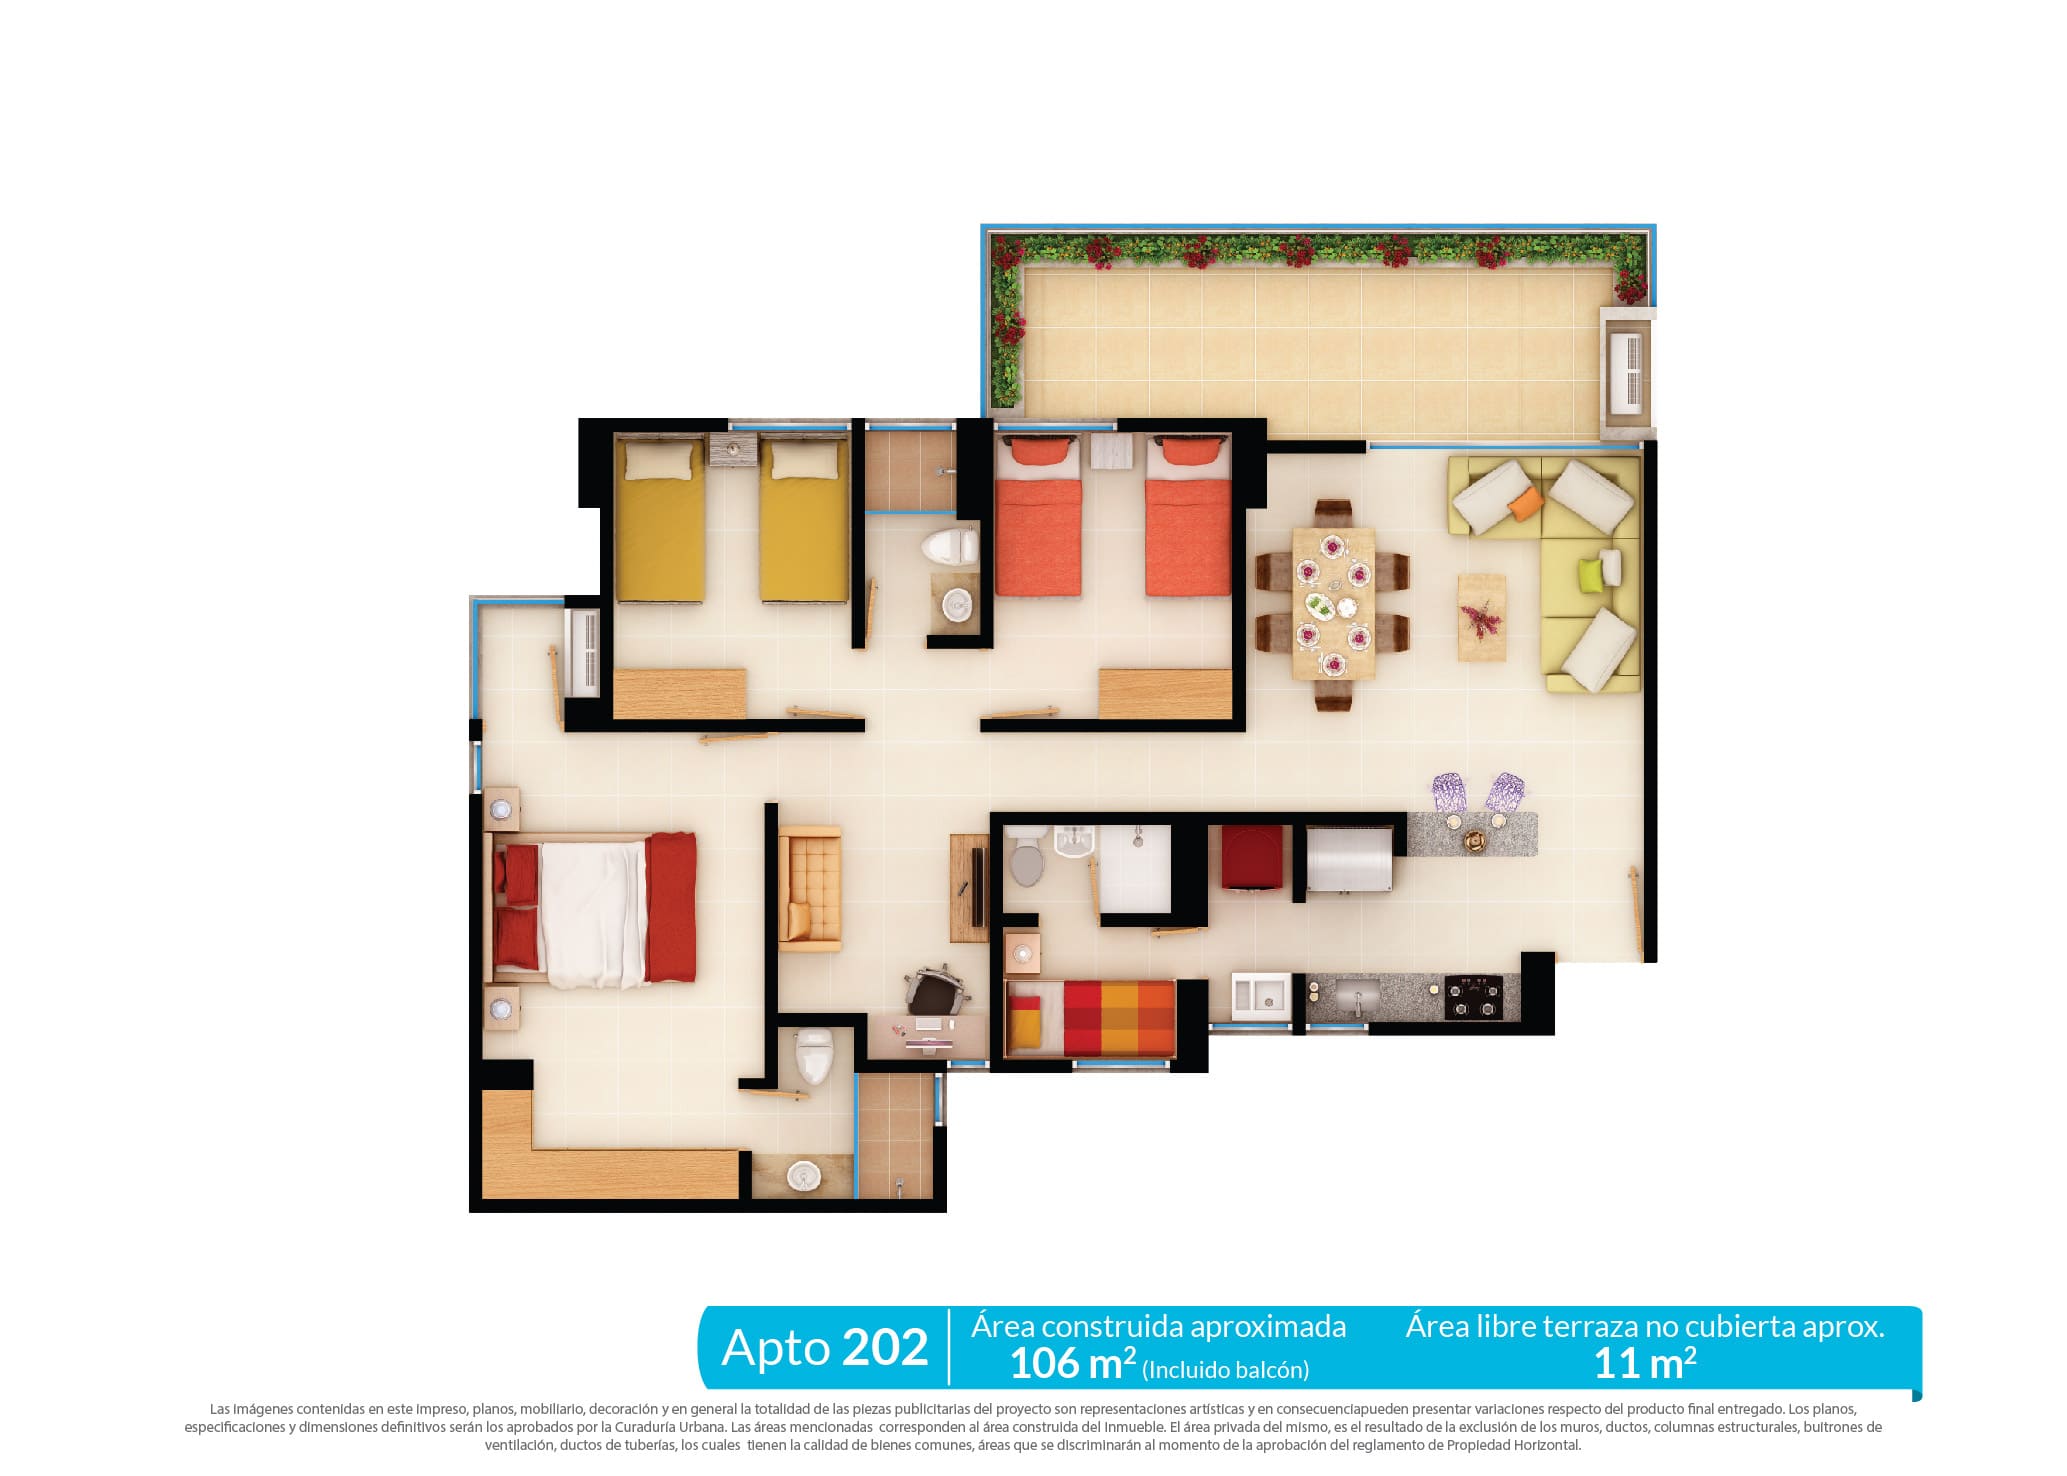 Apto 202
Área construida aproximada
106 m² (Incluido balcón)
Área libre terraza no cubierta aprox.
11 m²
Las imágenes contenidas en este impreso, planos, mobiliario, decoración y en general la totalidad de las piezas publicitarias del proyecto son representaciones artísticas y en consecuenciapueden presentar variaciones respecto del producto final entregado. Los planos,
especificaciones y dimensiones definitivos serán los aprobados por la Curaduría Urbana. Las áreas mencionadas corresponden al área construida del Inmueble. El área privada del mismo, es el resultado de la exclusión de los muros, ductos, columnas estructurales, buitrones de
ventilación, ductos de tuberías, los cuales tienen la calidad de bienes comunes, áreas que se discriminarán al momento de la aprobación del reglamento de Propiedad Horizontal.